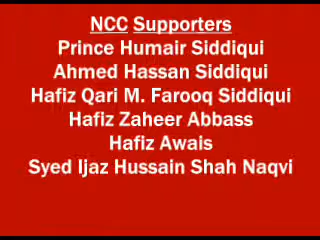 NCC Supporters
Prince Humair Siddiqui
Ahmed Hassan Siddiqui
Hafiz Qari M. Farooq Siddiqui
Hafiz Zaheer Abbass
Hafiz Awais
Syed Ijaz Hussain Shah Naqvi